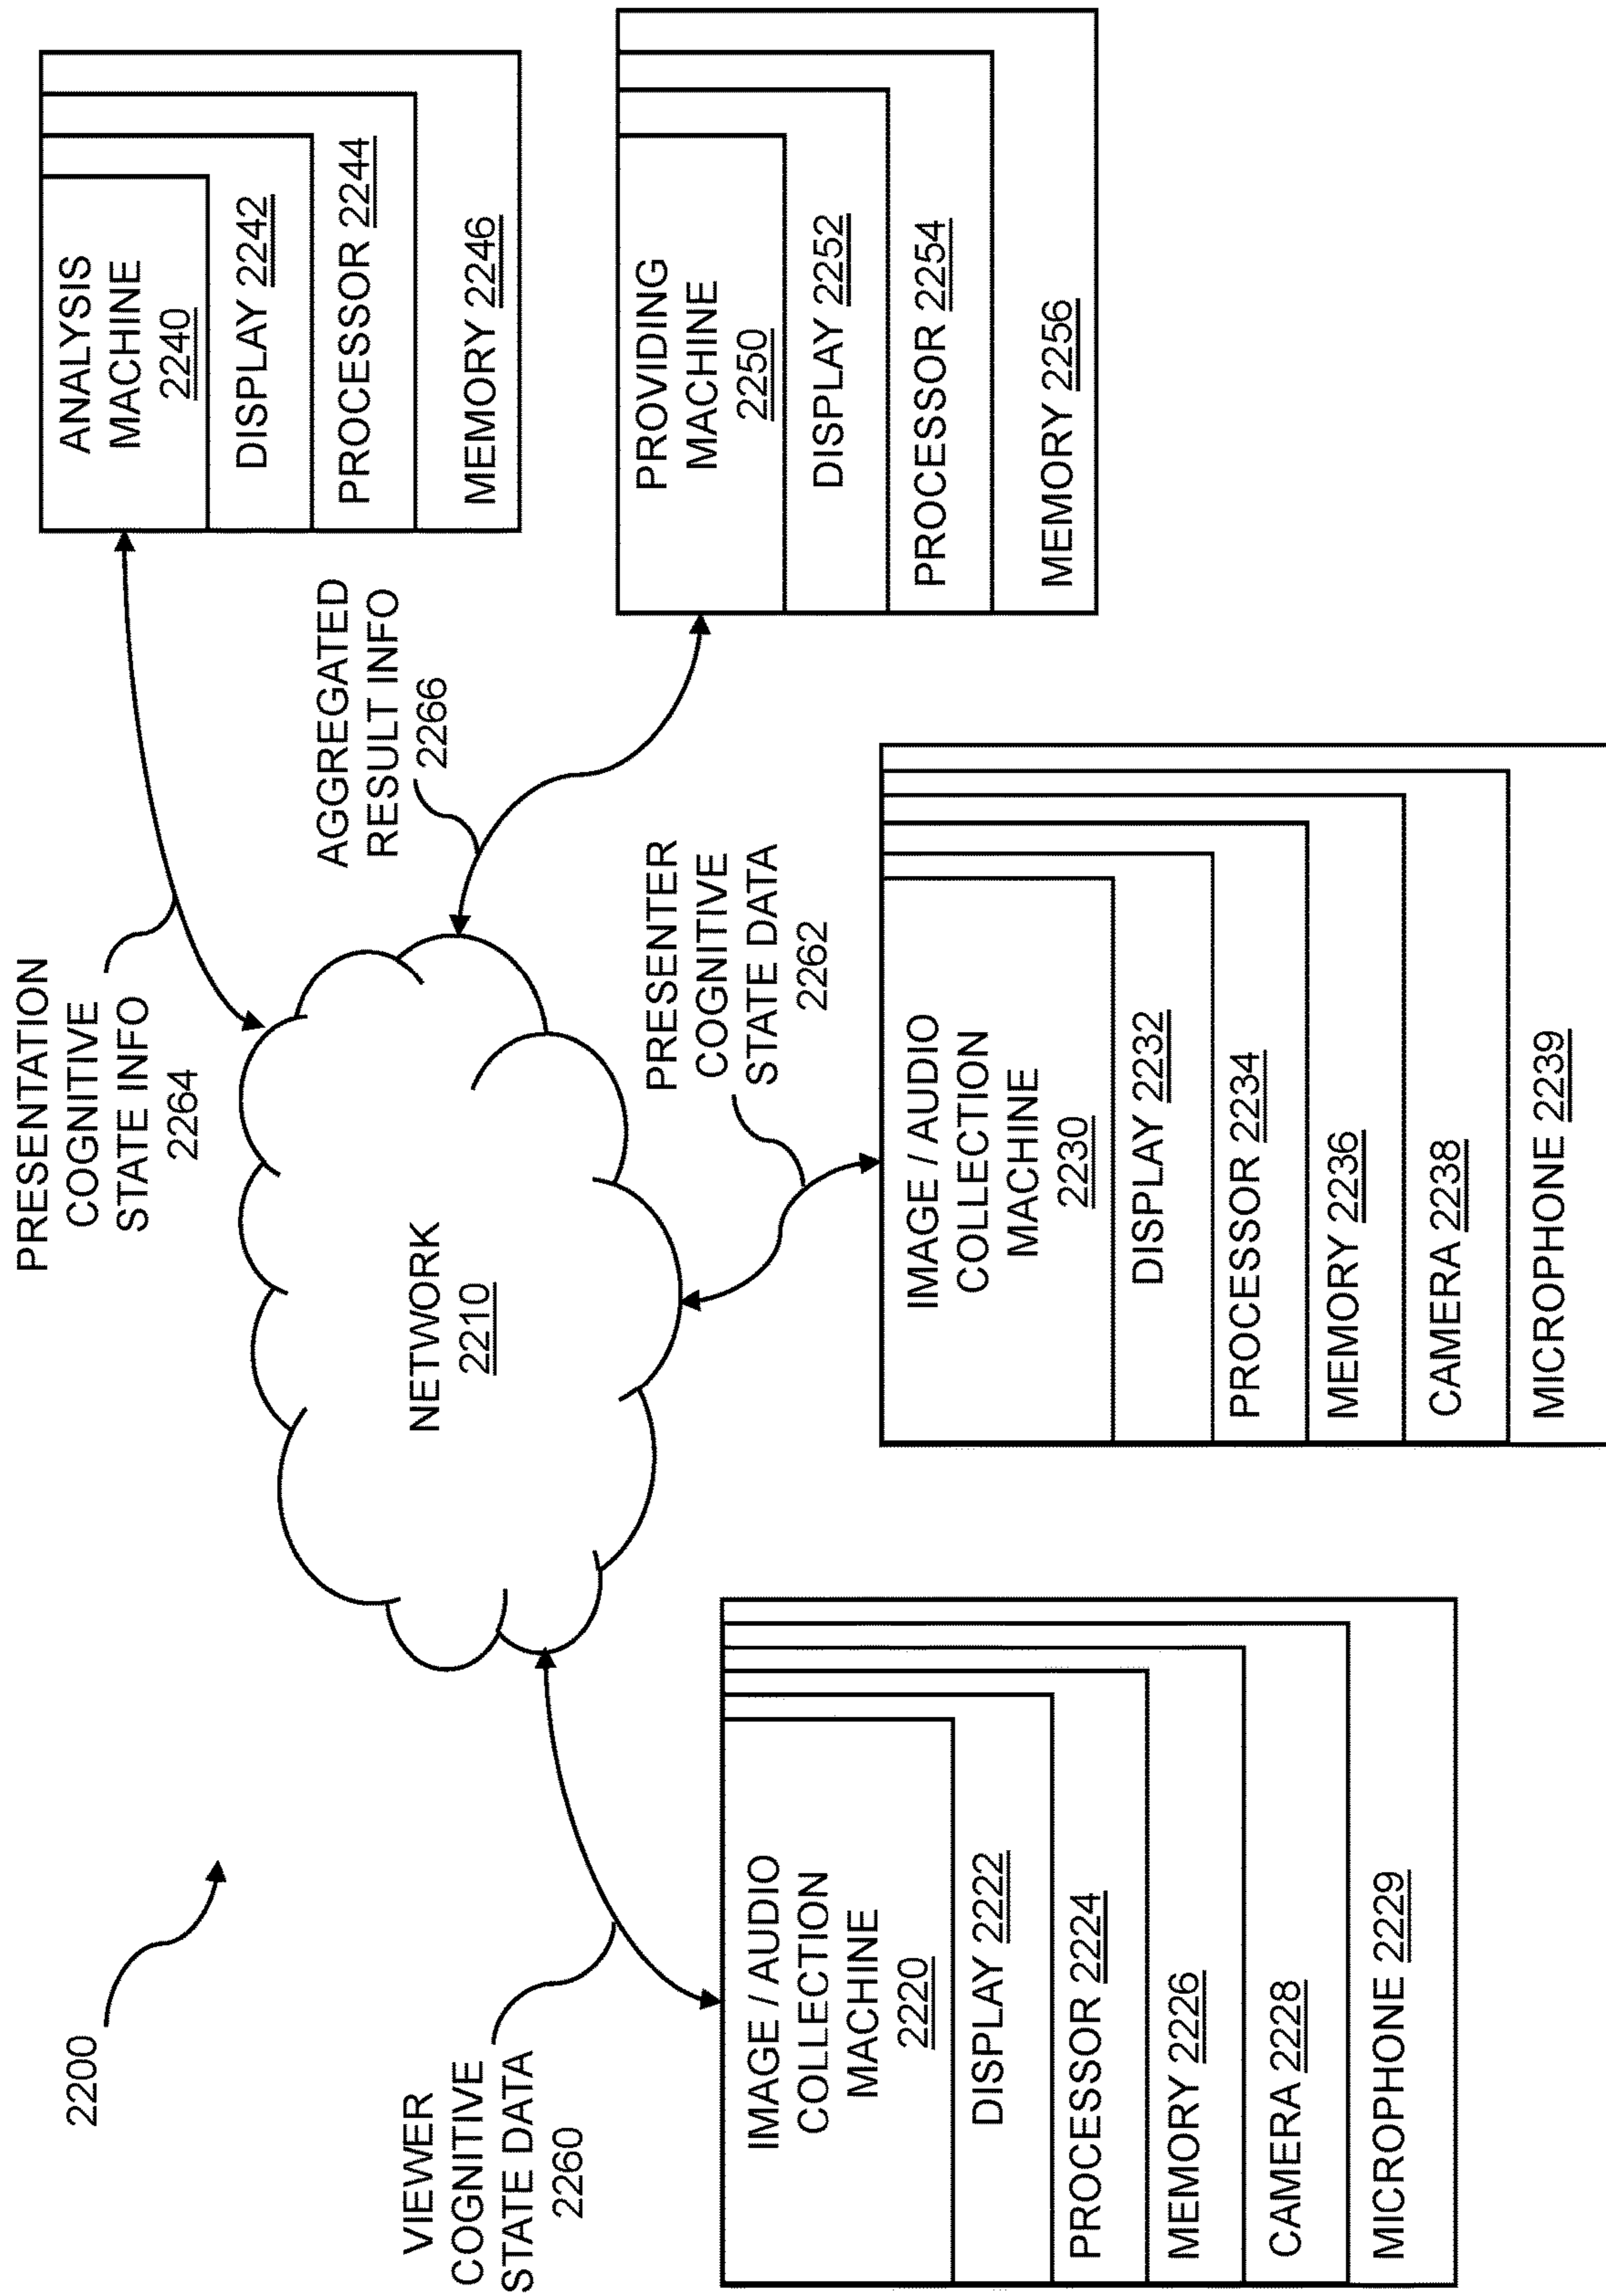 2200
PRESENTATION
COGNITIVE
STATE INFO
2264
ANALYSIS
MACHINE
2240
DISPLAY 2242
PROCESSOR 2244
MEMORY 2246
AGGREGATED
RESULT INFO
2266
NETWORK
2210
VIEWER
COGNITIVE
STATE DATA
2260
PRESENTER
COGNITIVE
STATE DATA
2262
PROVIDING
MACHINE
2250
DISPLAY 2252
PROCESSOR 2254
MEMORY 2256
IMAGE / AUDIO
COLLECTION
MACHINE
2220
DISPLAY 2222
PROCESSOR 2224
MEMORY 2226
CAMERA 2228
MICROPHONE 2229
IMAGE / AUDIO
COLLECTION
MACHINE
2230
DISPLAY 2232
PROCESSOR 2234
MEMORY 2236
CAMERA 2238
MICROPHONE 2239